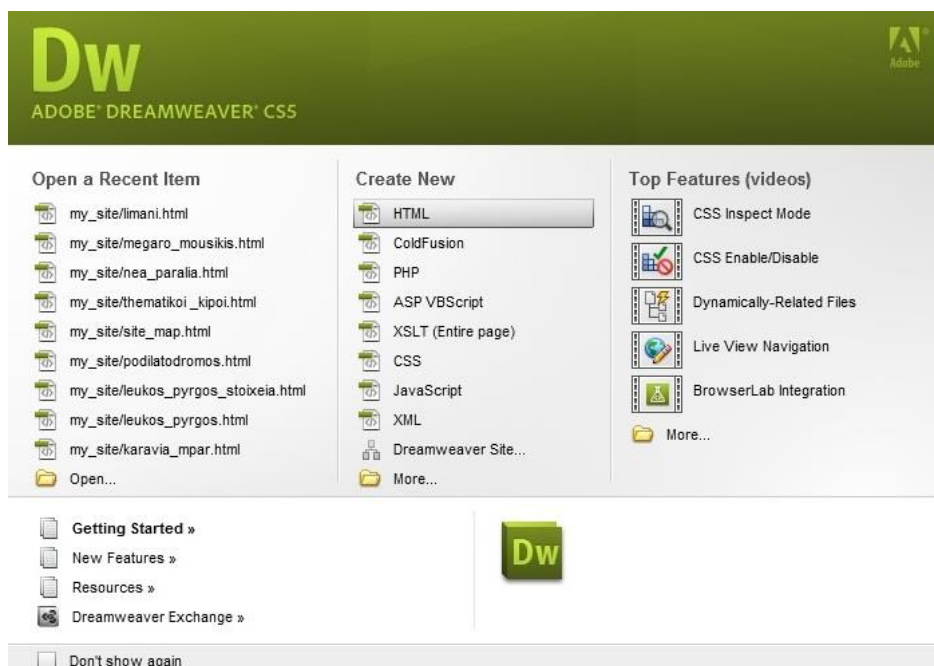 Dw
ADOBE® DREAMWEAVER® CS5
Adobe®
Open a Recent Item
my_site/limani.html
my_site/megaro_mousikis.html
my_site/nea_paralia.html
my_site/thematikoi _kipoi.html
my_site/site_map.html
my_site/podilatodromos.html
my_site/leukos_pyrgos_stoixeia.html
my_site/leukos_pyrgos.html
my_site/karavia_mpar.html
Open...
Create New
HTML
ColdFusion
PHP
ASP VBScript
XSLT (Entire page)
CSS
JavaScript
XML
Dreamweaver Site...
More...
Top Features (videos)
CSS Inspect Mode
CSS Enable/Disable
Dynamically-Related Files
Live View Navigation
BrowserLab Integration
More...
Getting Started »
New Features »
Resources »
Dreamweaver Exchange »
Dw
Don't show again